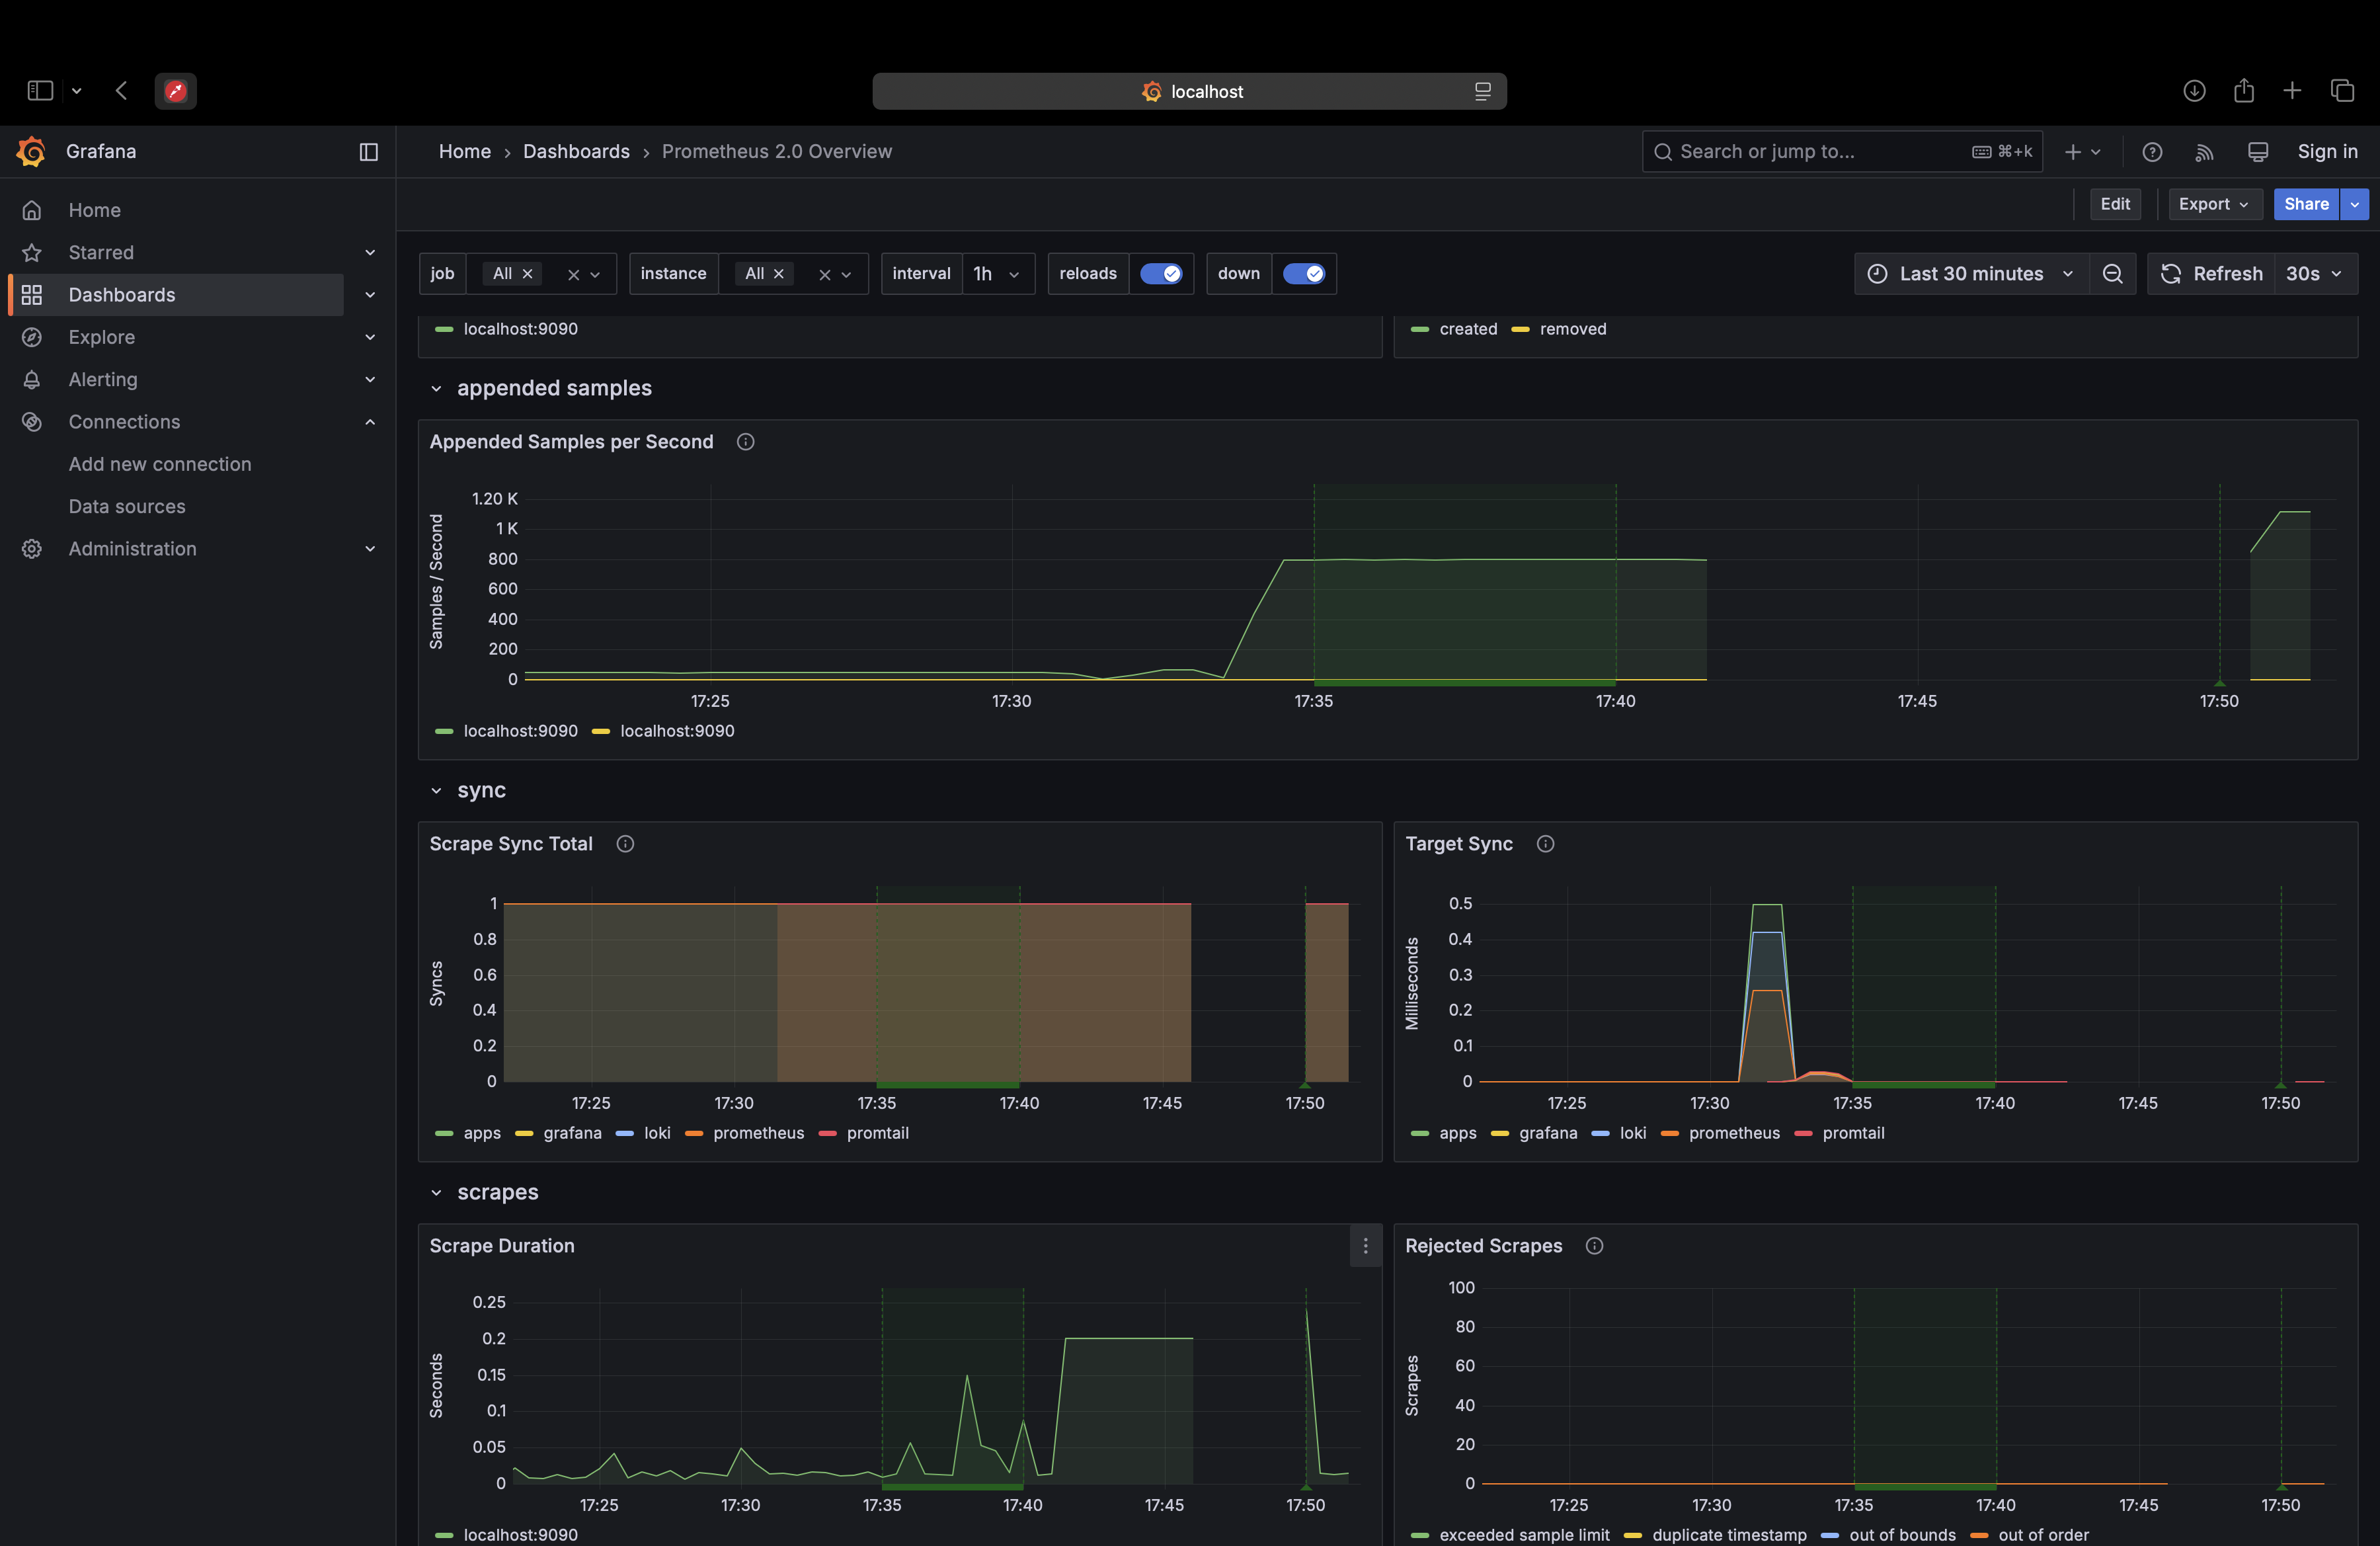 localhost
Grafana
Home › Dashboards › Prometheus 2.0 Overview
Search or jump to... ⌘+k
Sign in
Home
Starred
Dashboards
Explore
Alerting
Connections
Add new connection
Data sources
Administration
Edit
Export
Share
job All
instance All
interval 1h
reloads
down
Last 30 minutes
Refresh 30s
localhost:9090
created removed
appended samples
Appended Samples per Second
Samples / Second
1.20 K
1 K
800
600
400
200
0
17:25 17:30 17:35 17:40 17:45 17:50
localhost:9090 localhost:9090
sync
Scrape Sync Total
Syncs
1
0.8
0.6
0.4
0.2
0
17:25 17:30 17:35 17:40 17:45 17:50
apps grafana loki prometheus promtail
Target Sync
Milliseconds
0.5
0.4
0.3
0.2
0.1
0
17:25 17:30 17:35 17:40 17:45 17:50
apps grafana loki prometheus promtail
scrapes
Scrape Duration
Seconds
0.25
0.2
0.15
0.1
0.05
0
17:25 17:30 17:35 17:40 17:45 17:50
localhost:9090
Rejected Scrapes
Scrapes
100
80
60
40
20
0
17:25 17:30 17:35 17:40 17:45 17:50
exceeded sample limit duplicate timestamp out of bounds out of order